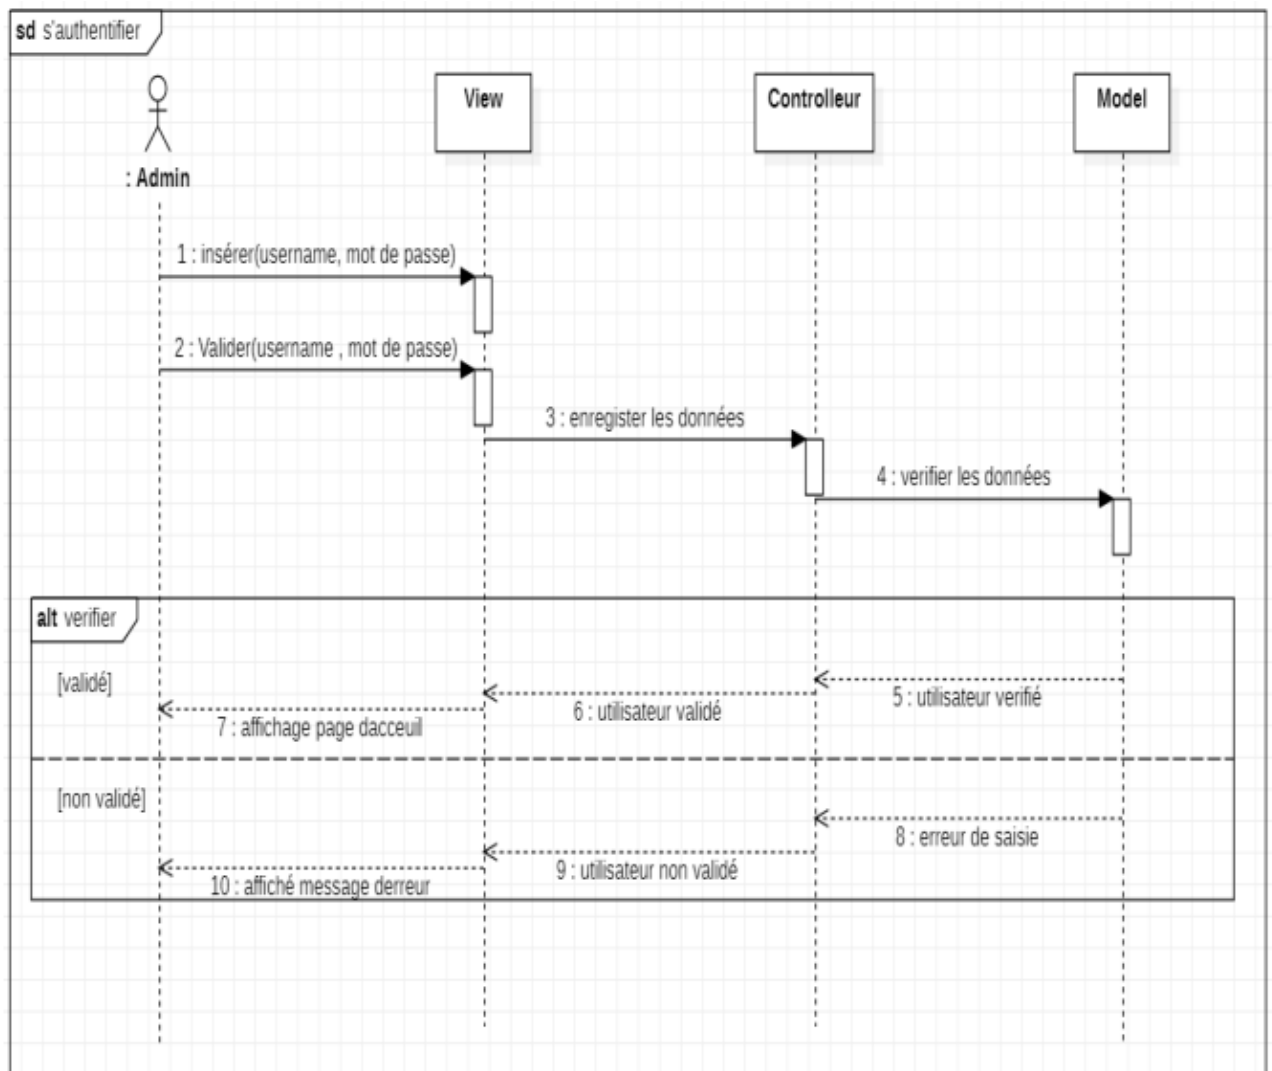 sd s'authentifier
View
Controlleur
Model
: Admin
1 : insérer(username, mot de passe)
2 : Valider(username , mot de passe)
3 : enregister les données
4 : verifier les données
alt verifier
[validé]
5 : utilisateur verifié
6 : utilisateur validé
7 : affichage page dacceuil
[non validé]
8 : erreur de saisie
9 : utilisateur non validé
10 : affiché message derreur